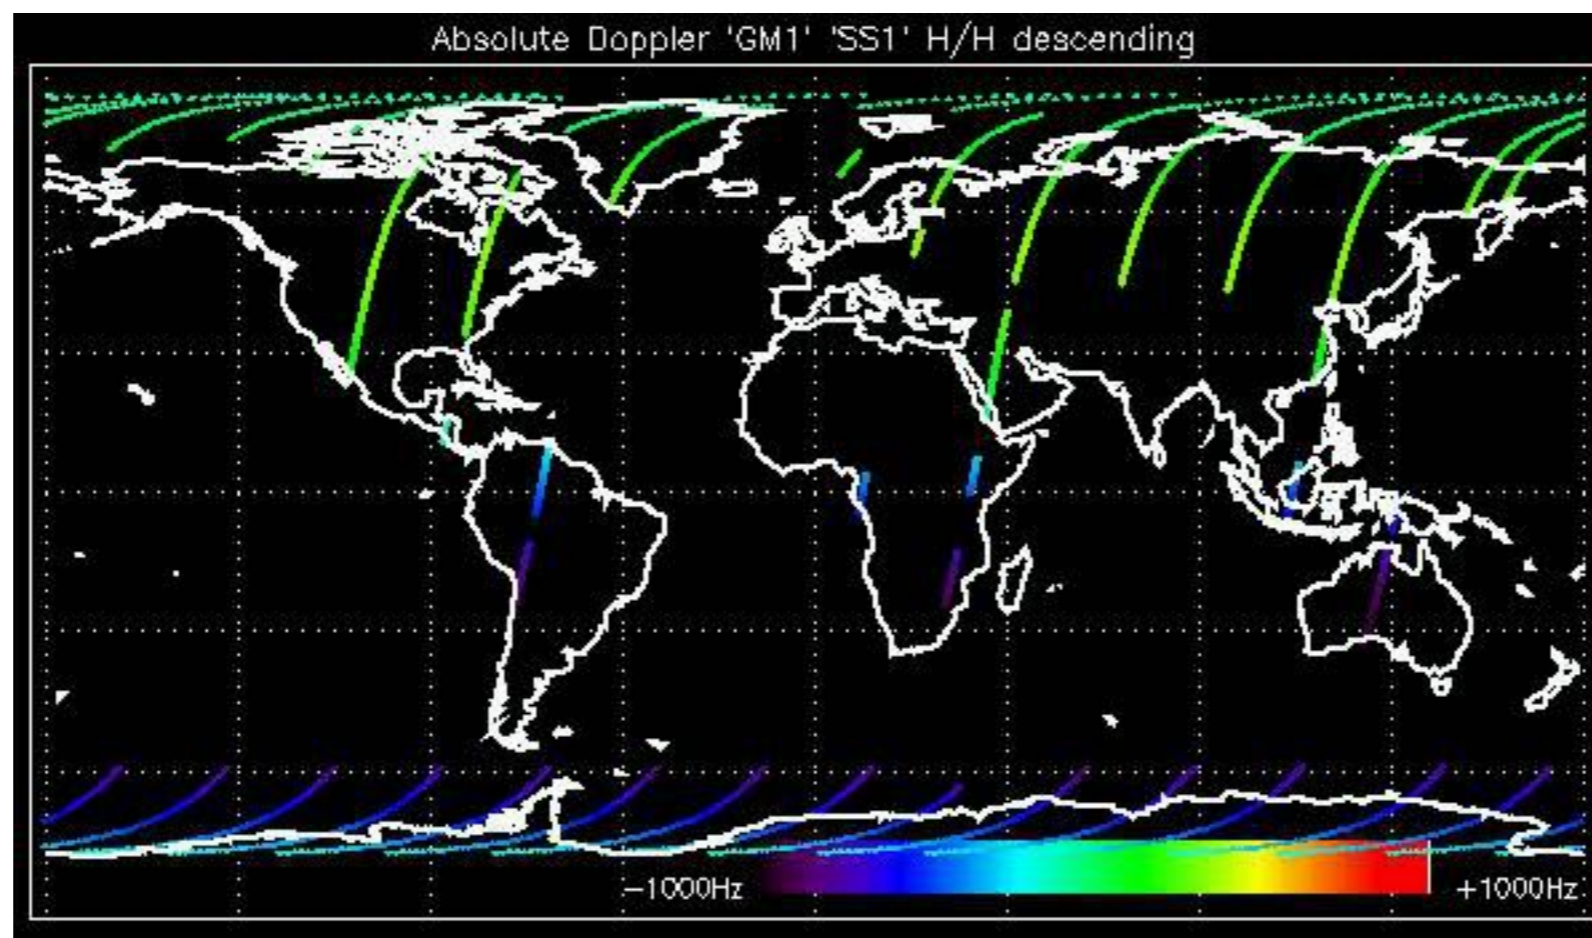 Absolute Doppler 'GM1' 'SS1' H/H descending
−1000Hz +1000Hz